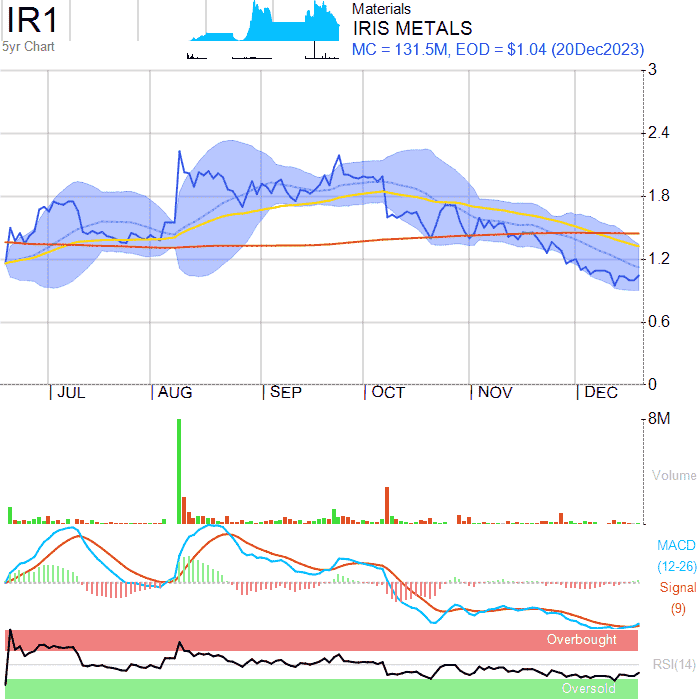 IR1
5yr Chart
Materials
IRIS METALS
MC = 131.5M, EOD = $1.04 (20Dec2023)
3
2.4
1.8
1.2
0.6
0
JUL AUG SEP OCT NOV DEC
8M
Volume
MACD
(12-26)
Signal
(9)
Overbought
RSI(14)
Oversold